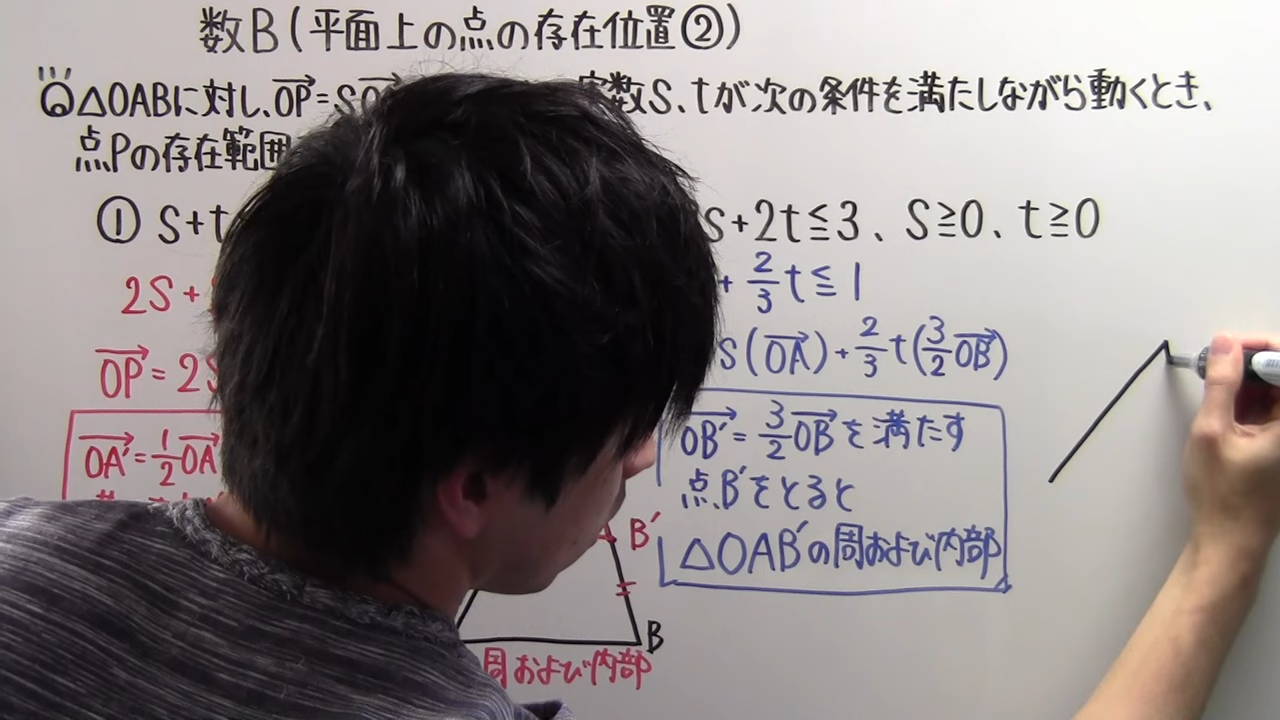 数B(平面上の点の存在位置②)
△OABに対し、OP=S 実数S、tが次の条件を満たしながら動くとき、
点Pの存在範囲
① S+t s+2t≦3、S≧0、t≧0
2S+ + 2/3 t≦1
OP=2S S(OA)+2/3 t(3/2 OB)
OA'=1/2 OA
OB'=3/2 OBを満たす
点B'をとると
△OAB'の周および内部
B'
B
周および内部